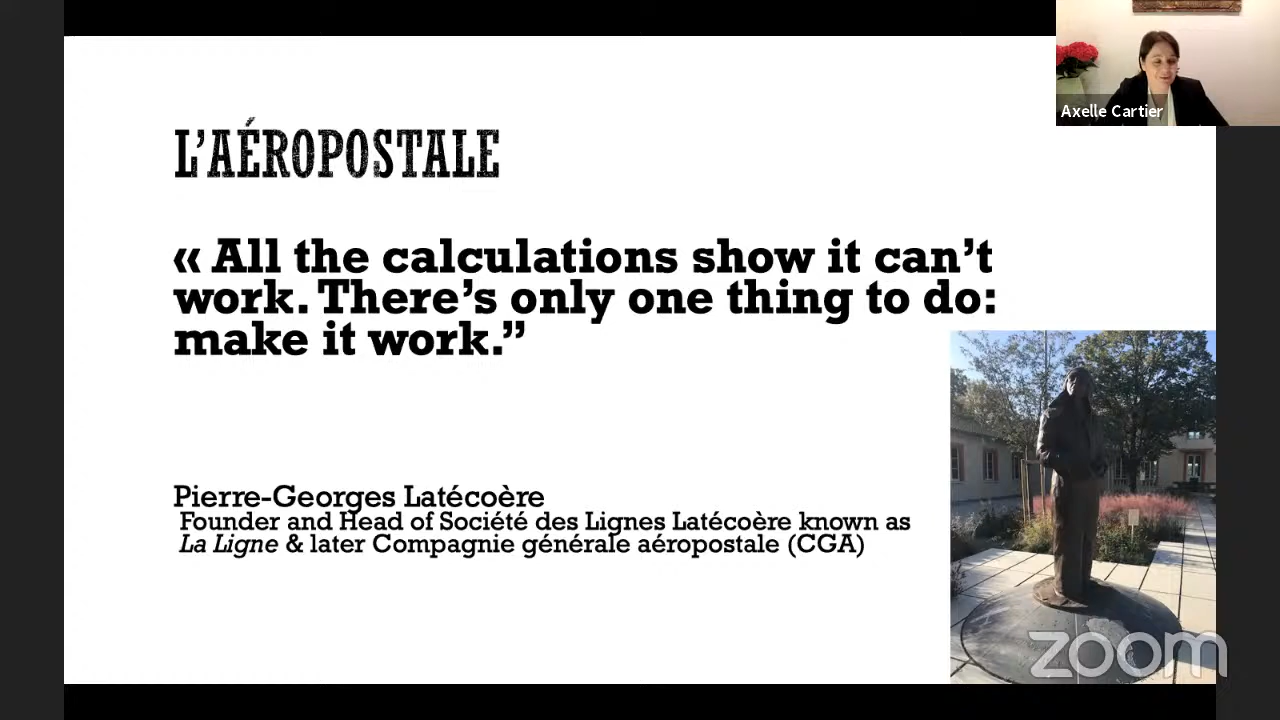 Axelle Cartier
L'AÉROPOSTALE
« All the calculations show it can't
work. There's only one thing to do:
make it work.”
Pierre-Georges Latécoère
Founder and Head of Société des Lignes Latécoère known as
La Ligne & later Compagnie générale aéropostale (CGA)
zoom